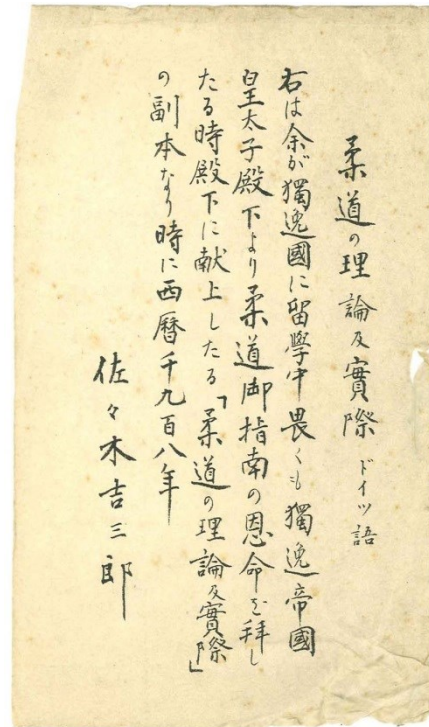 柔道の理論及實際 ドイツ語
右は余が獨逸國に留學中畏くも獨逸帝國
皇太子殿下より柔道御指南の恩命を拝し
たる時殿下に献上したる「柔道の理論及實際」
の副本なり時に西暦千九百八年
佐々木吉三郎